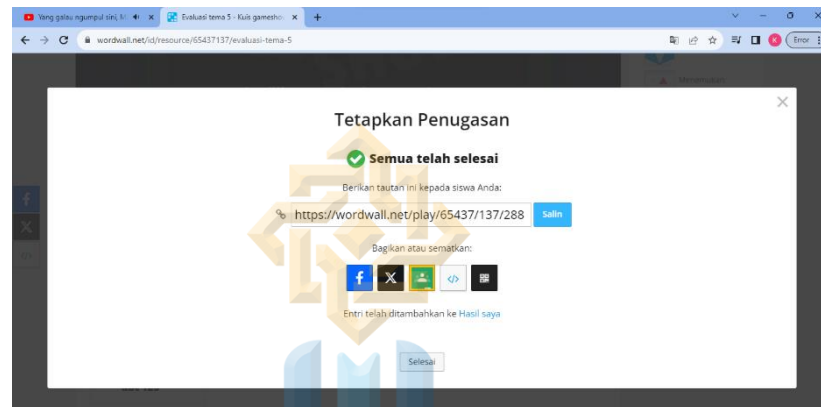 Yang galau ngumpul sini,
Evaluasi tema 5 - Kuis gamesho
wordwall.net/id/resource/65437137/evaluasi-tema-5
K
Error
Tetapkan Penugasan
Semua telah selesai
Berikan tautan ini kepada siswa Anda:
https://wordwall.net/play/65437/137/288
Salin
Bagikan atau sematkan:
Entri telah ditambahkan ke Hasil saya
Selesai